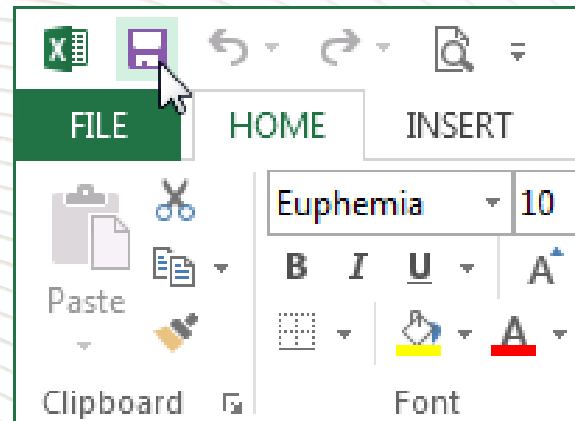 FILE HOME INSERT
Euphemia 10
B I U A
Paste
A
Clipboard Font